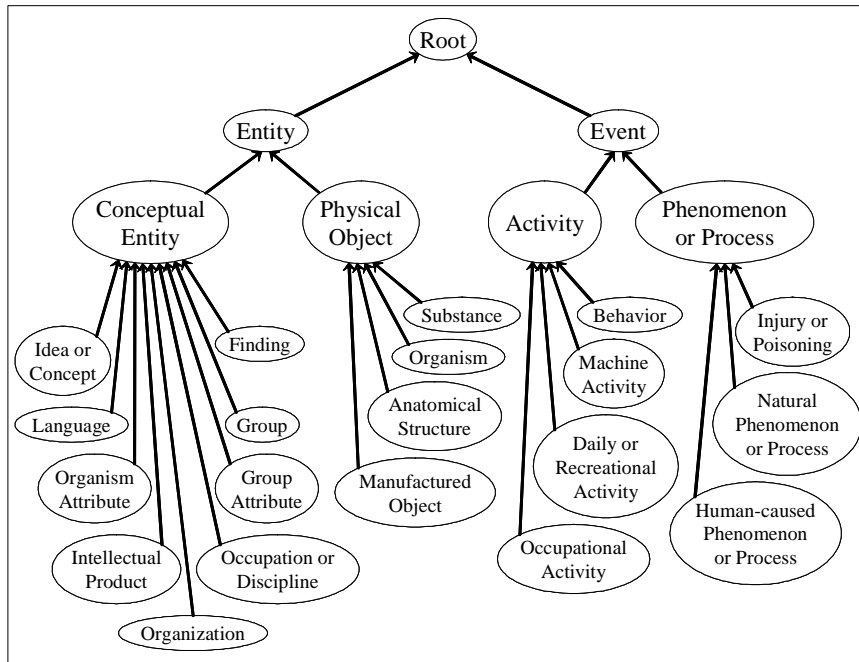 Root
Entity
Event
Conceptual
Entity
Physical
Object
Activity
Phenomenon
or Process
Idea or
Concept
Language
Organism
Attribute
Intellectual
Product
Organization
Occupation or
Discipline
Group
Attribute
Group
Finding
Substance
Organism
Anatomical
Structure
Manufactured
Object
Behavior
Machine
Activity
Daily or
Recreational
Activity
Occupational
Activity
Injury or
Poisoning
Natural
Phenomenon
or Process
Human-caused
Phenomenon
or Process